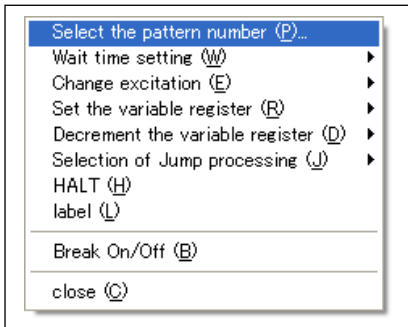 Select the pattern number (P)...
Wait time setting (W)
Change excitation (E)
Set the variable register (R)
Decrement the variable register (D)
Selection of Jump processing (J)
HALT (H)
label (L)
Break On/Off (B)
close (C)